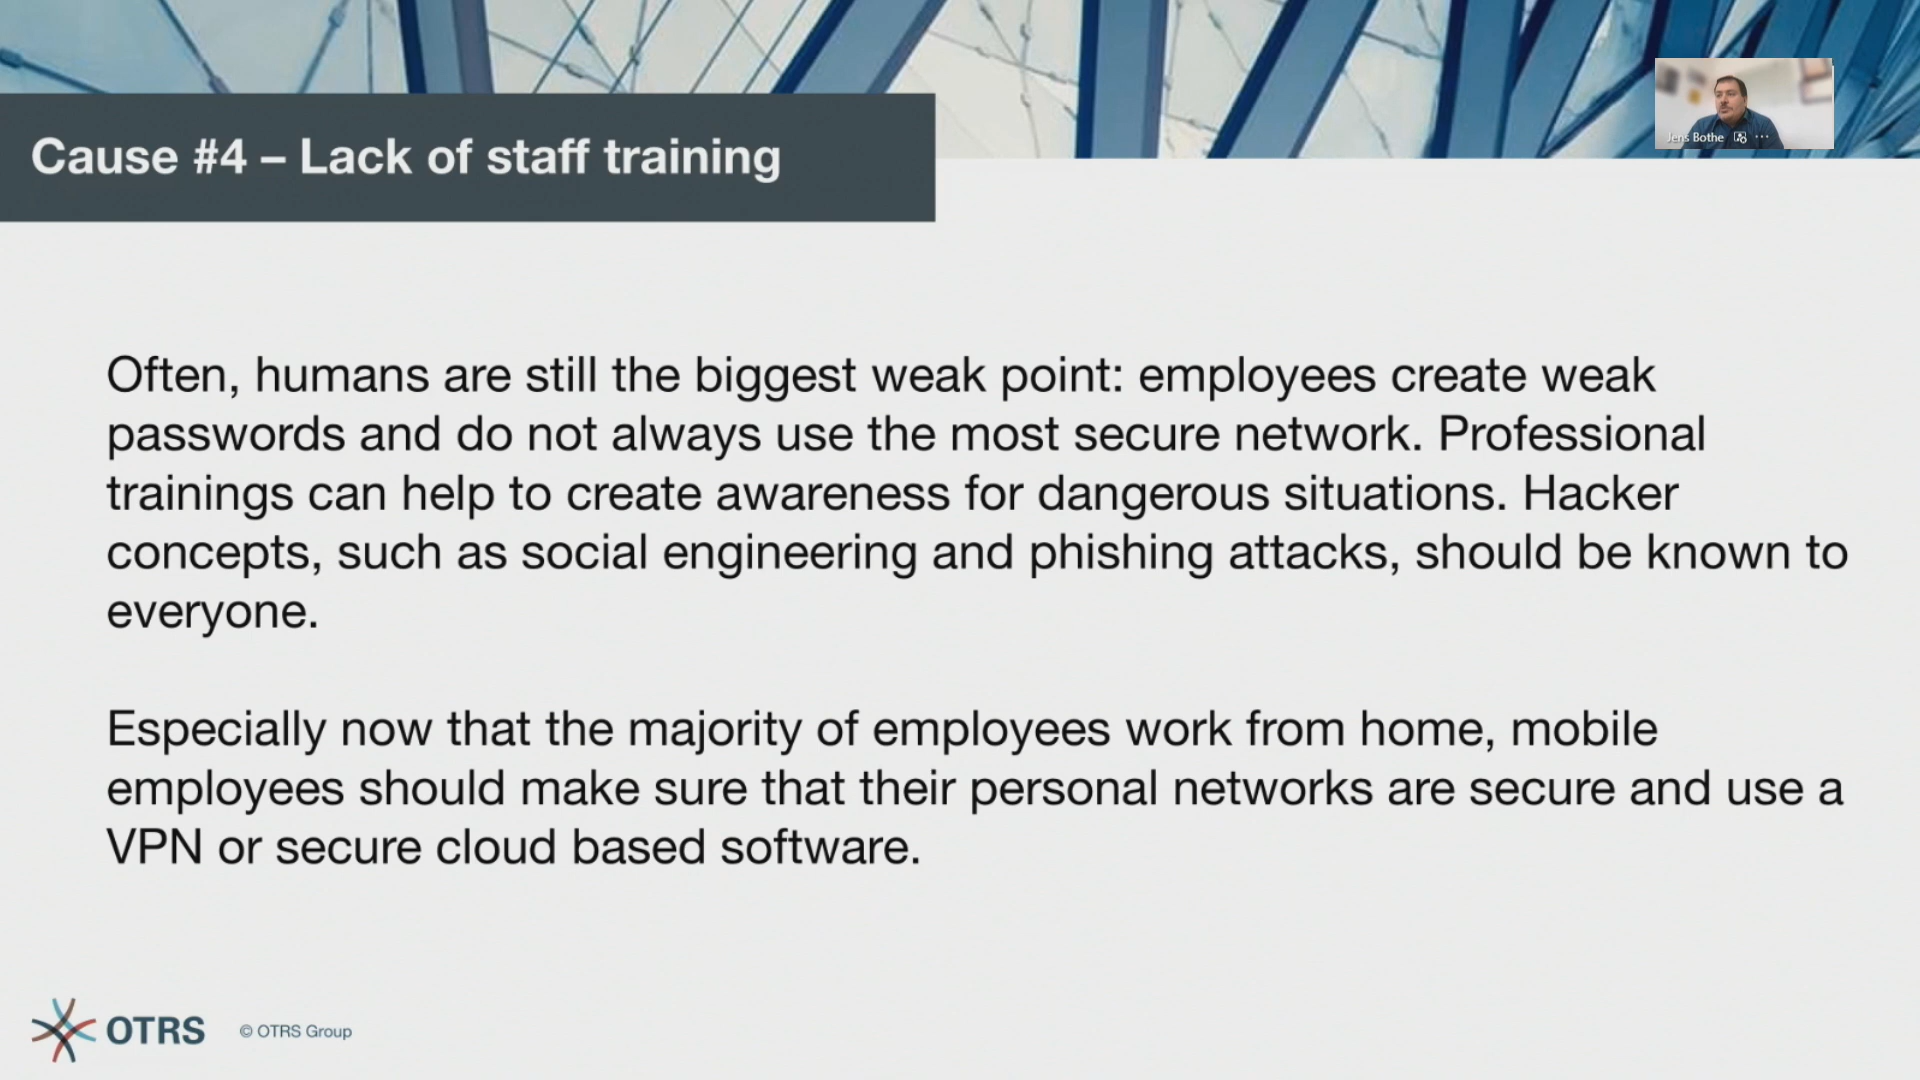 Jens Bothe
Cause #4 – Lack of staff training
Often, humans are still the biggest weak point: employees create weak
passwords and do not always use the most secure network. Professional
trainings can help to create awareness for dangerous situations. Hacker
concepts, such as social engineering and phishing attacks, should be known to
everyone.
Especially now that the majority of employees work from home, mobile
employees should make sure that their personal networks are secure and use a
VPN or secure cloud based software.
OTRS
© OTRS Group